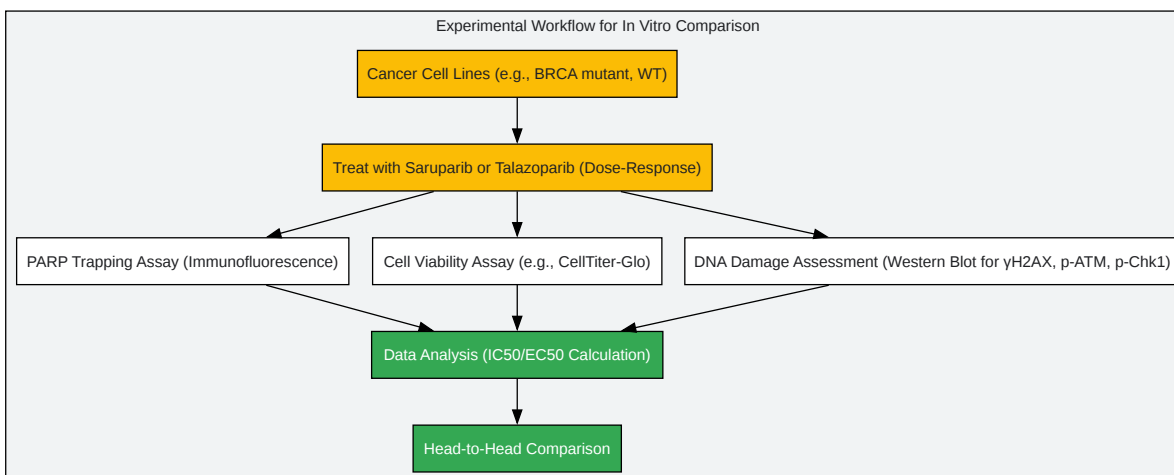 Experimental Workflow for In Vitro Comparison
Cancer Cell Lines (e.g., BRCA mutant, WT)
Treat with Saruparib or Talazoparib (Dose-Response)
PARP Trapping Assay (Immunofluorescence)
Cell Viability Assay (e.g., CellTiter-Glo)
DNA Damage Assessment (Western Blot for γH2AX, p-ATM, p-Chk1)
Data Analysis (IC50/EC50 Calculation)
Head-to-Head Comparison